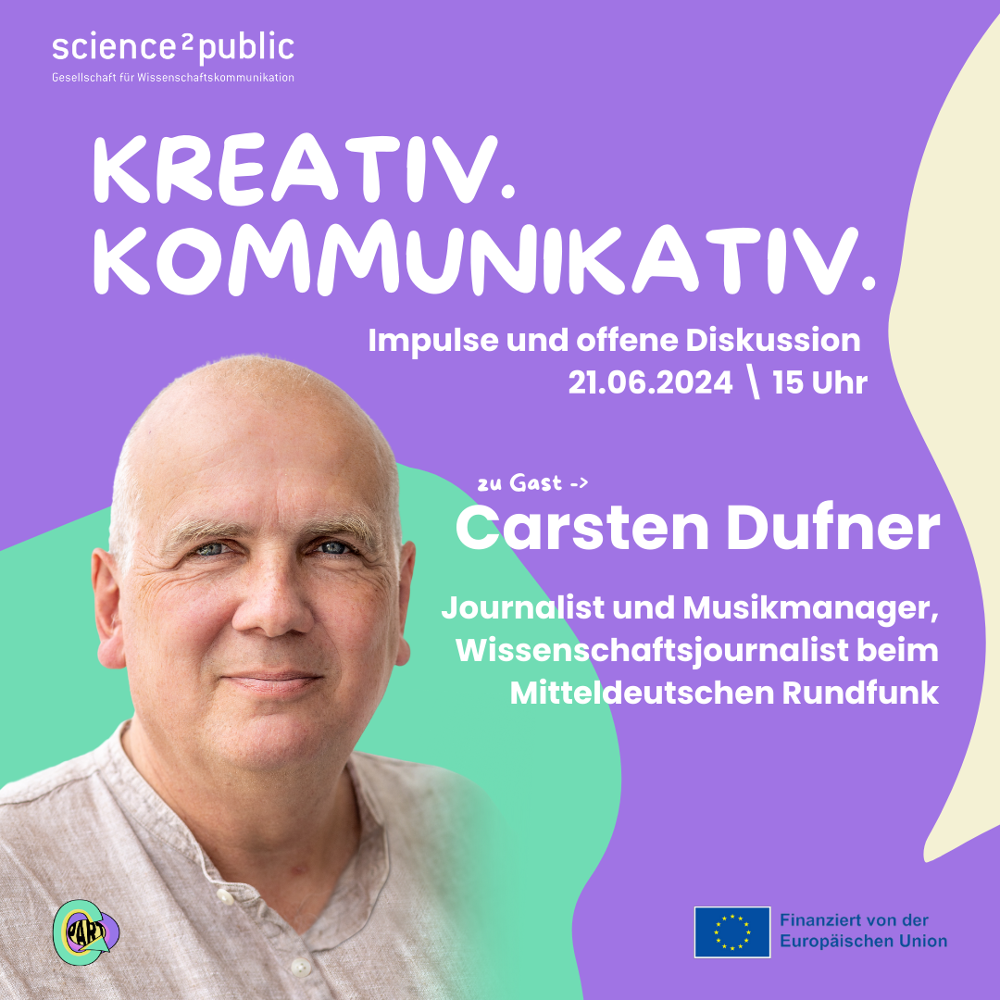 science²public
Gesellschaft für Wissenschaftskommunikation
KREATIV.
KOMMUNIKATIV.
Impulse und offene Diskussion
21.06.2024 \ 15 Uhr
zu Gast ->
Carsten Dufner
Journalist und Musikmanager,
Wissenschaftsjournalist beim
Mitteldeutschen Rundfunk
PART
Finanziert von der
Europäischen Union